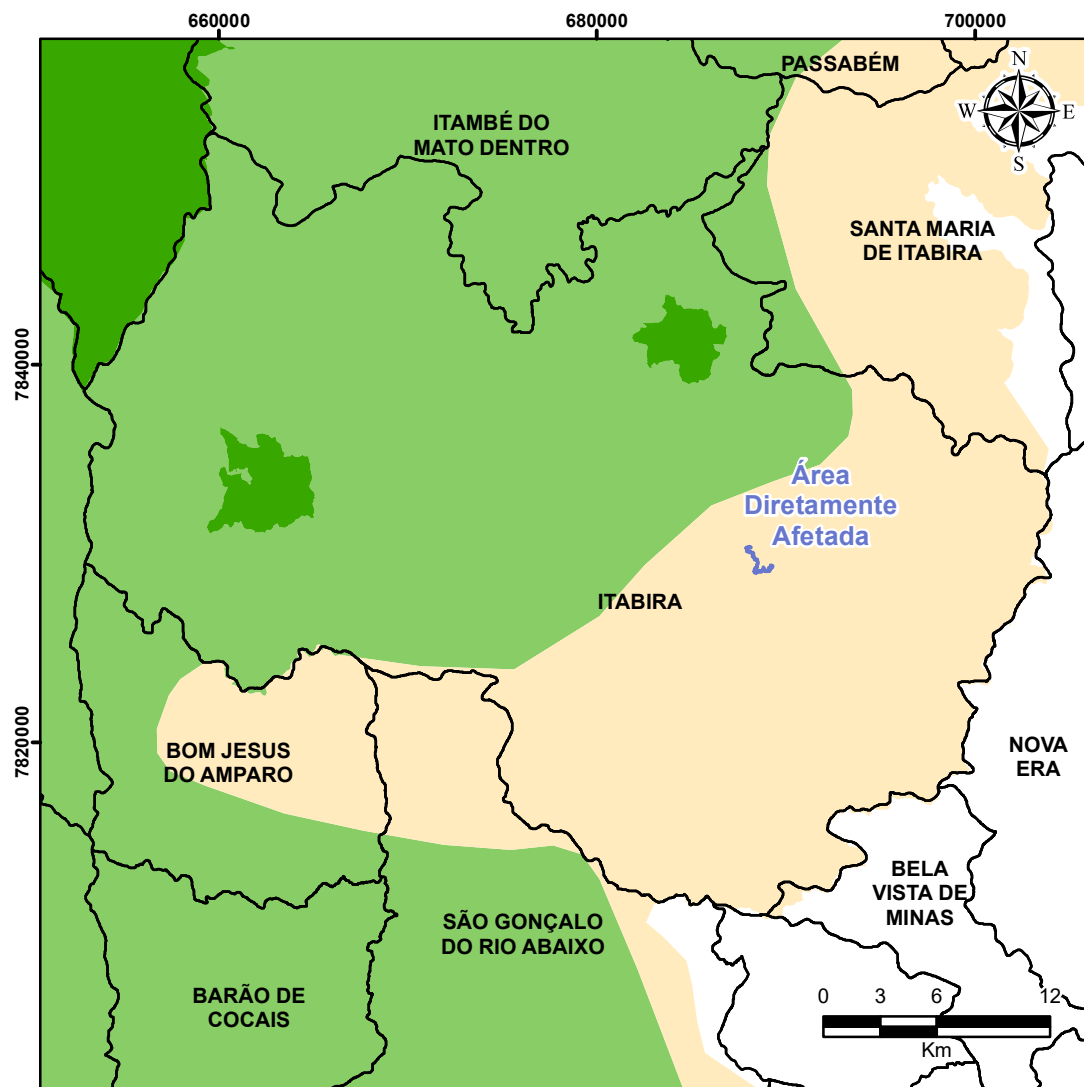 660000
680000
700000
PASSABÉM
N
W
E
S
ITAMBÉ DO
MATO DENTRO
SANTA MARIA
DE ITABIRA
7840000
Área
Diretamente
Afetada
ITABIRA
7820000
BOM JESUS
DO AMPARO
NOVA
ERA
BELA
VISTA DE
MINAS
SÃO GONÇALO
DO RIO ABAIXO
BARÃO DE
COCAIS
0 3 6 12
Km